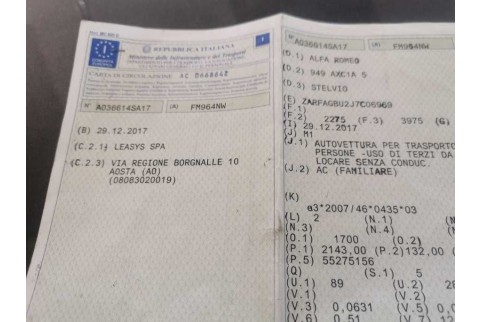 REPUBBLICA ITALIANA
Ministero delle Infrastrutture e dei Trasporti
CARTA DI CIRCOLAZIONE
N° A036614SA17 (A) FM964NW
(B) 29.12.2017
(C.2.1) LEASYS SPA
(C.2.3) VIA REGIONE BORGNALLE 10
AOSTA (AO)
(08083020019)
N° A036614SA17 (A) FM964NW
(D.1) ALFA ROMEO
(D.2) 949 AXC1A 5
(D.3) STELVIO
(E) ZARFAGBU2J7C06969
(F.1)
(F.2) 2275 (F.3) 3975 (G)
(I) 29.12.2017
(J) M1
(J.1) AUTOVETTURA PER TRASPORTO
PERSONE -USO DI TERZI DA
LOCARE SENZA CONDUC.
(J.2) AC (FAMILIARE)
(K)
e3*2007/46*0435*03
(L) 2 (N.1)
(N.3) (N.4)
(O.1) 1700 (O.2)
(P.1) 2143,00 (P.2) 132,00
(P.5) 55275156
(Q) (S.1) 5
(U.1) 89 (U.2)
(V.1) (V.2)
(V.3) 0,0631 (V.5)
(V.6) 0.51 (V.7)